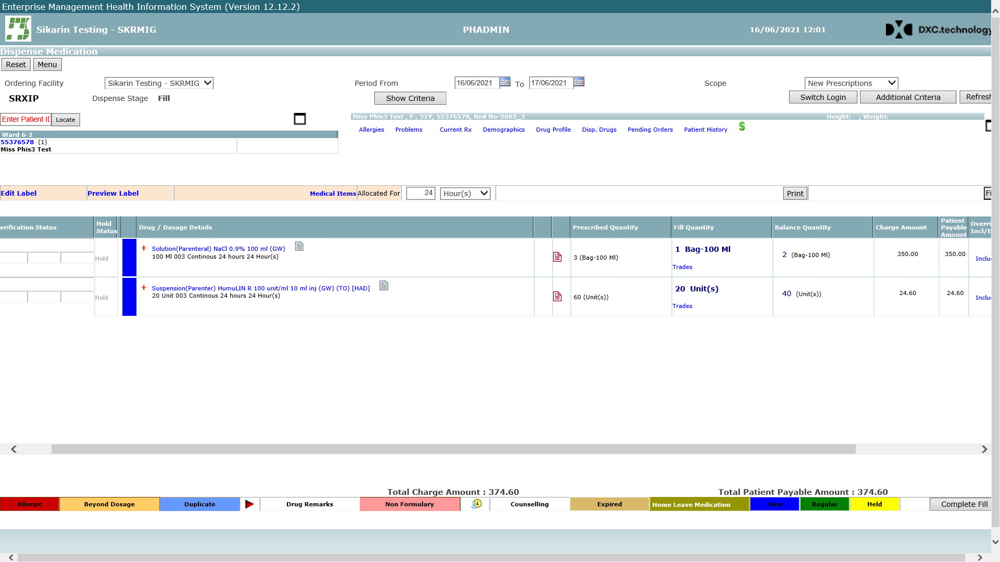 Enterprise Management Health Information System (Version 12.12.2)
Sikarin Testing - SKRMIG PHADMIN 16/06/2021 12:01 DXC.technology
Dispense Medication
Reset Menu
Ordering Facility Sikarin Testing - SKRMIG Period From 16/06/2021 To 17/06/2021 Scope New Prescriptions
SRXIP Dispense Stage Fill Show Criteria Switch Login Additional Criteria Refresh
Enter Patient ID Locate
Miss Phis3 Test , F , 31Y, 55376578, Bed No-2602_3 Height: , Weight:
Allergies Problems Current Rx Demographics Drug Profile Disp. Drugs Pending Orders Patient History $
Ward 6-2
55376578 (1)
Miss Phis3 Test
Edit Label Preview Label Medical Items Allocated For 24 Hour(s) Print Fi
erification Status Hold Status Drug / Dosage Details Prescribed Quantity Fill Quantity Balance Quantity Charge Amount Patient Payable Amount Overri Incl/E
Hold + Solution(Parenteral) NaCl 0.9% 100 ml (GW) 3 (Bag-100 Ml) 1 Bag-100 Ml 2 (Bag-100 Ml) 350.00 350.00 Inclu
100 Ml 003 Continous 24 hours 24 Hour(s)
Trades
Hold + Suspension(Parenter) HumuLIN R 100 unit/ml 10 ml inj (GW) (TO) [HAD] 60 (Unit(s)) 20 Unit(s) 40 (Unit(s)) 24.60 24.60 Inclu
20 Unit 003 Continous 24 hours 24 Hour(s)
Trades
Total Charge Amount : 374.60 Total Patient Payable Amount : 374.60
Allergic Beyond Dosage Duplicate Drug Remarks Non Formulary Counselling Expired Home Leave Medication New Regular Held Complete Fill